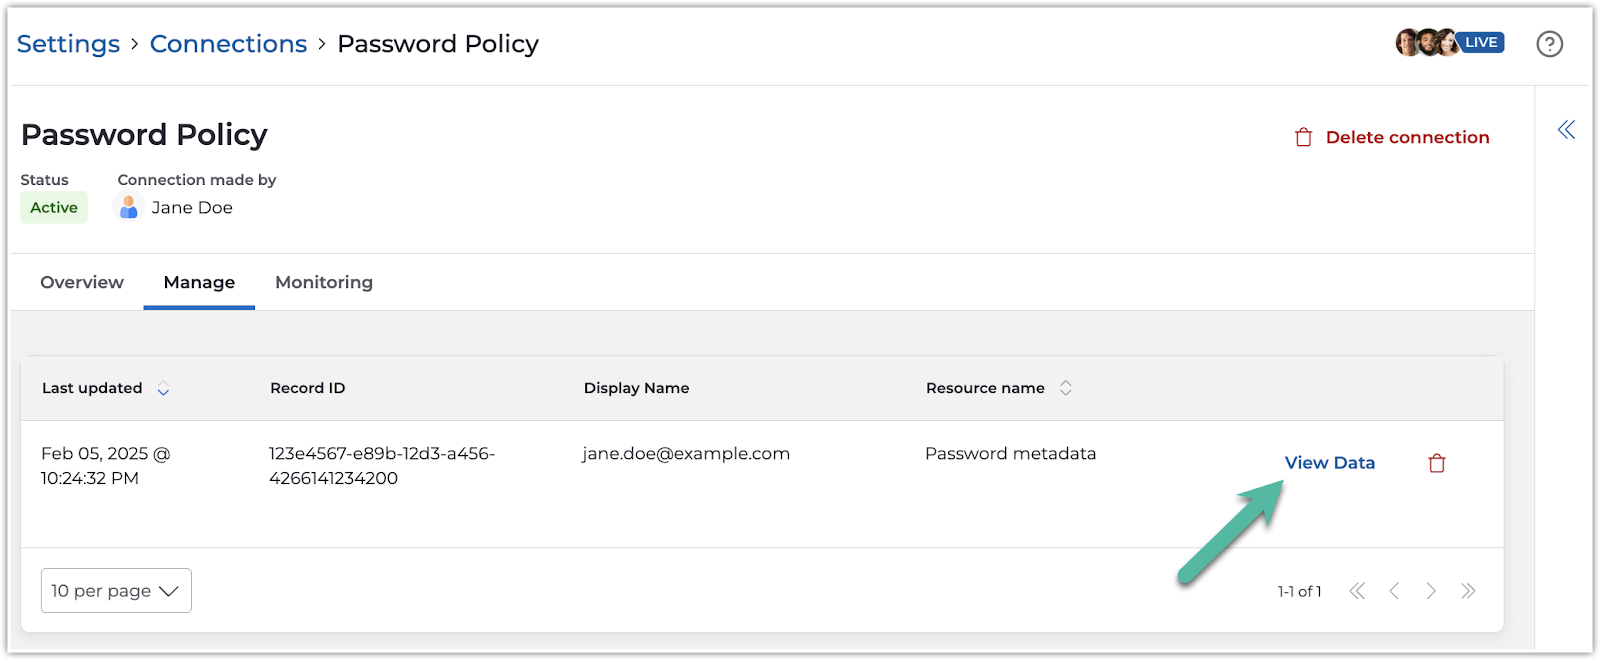 Settings > Connections > Password Policy
LIVE
?
Password Policy
Delete connection
Status
Connection made by
Active
Jane Doe
Overview
Manage
Monitoring
Last updated
Record ID
Display Name
Resource name
Feb 05, 2025 @
10:24:32 PM
123e4567-e89b-12d3-a456-
4266141234200
jane.doe@example.com
Password metadata
View Data
10 per page
1-1 of 1